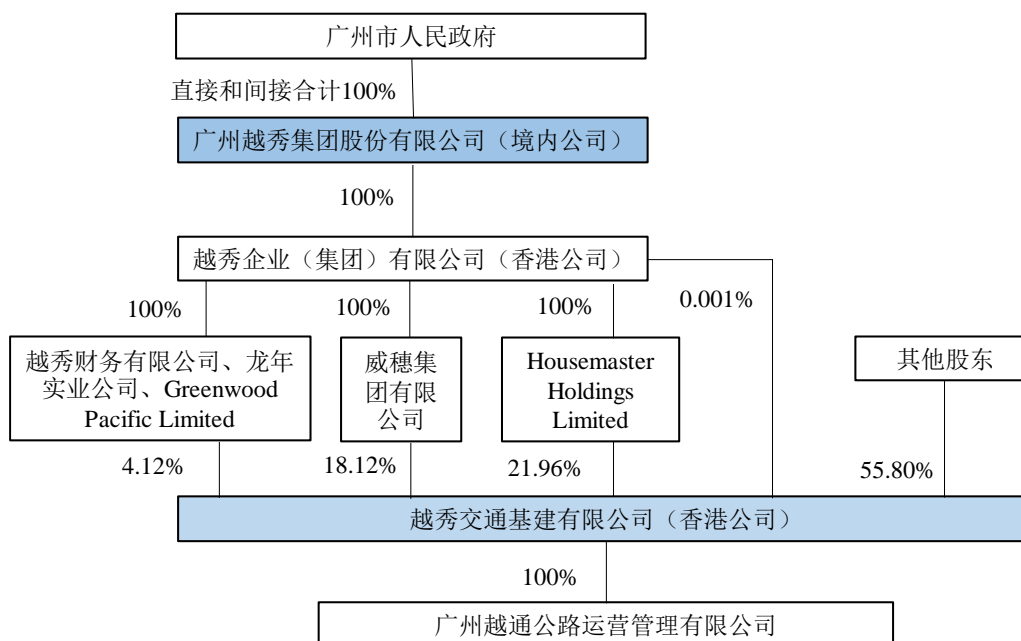 广州市人民政府
直接和间接合计100%
广州越秀集团股份有限公司（境内公司）
100%
越秀企业（集团）有限公司（香港公司）
100%
100%
100%
0.001%
越秀财务有限公司、龙年
实业公司、Greenwood
Pacific Limited
威穗集
团有限
公司
Housemaster
Holdings
Limited
其他股东
4.12%
18.12%
21.96%
55.80%
越秀交通基建有限公司（香港公司）
100%
广州越通公路运营管理有限公司